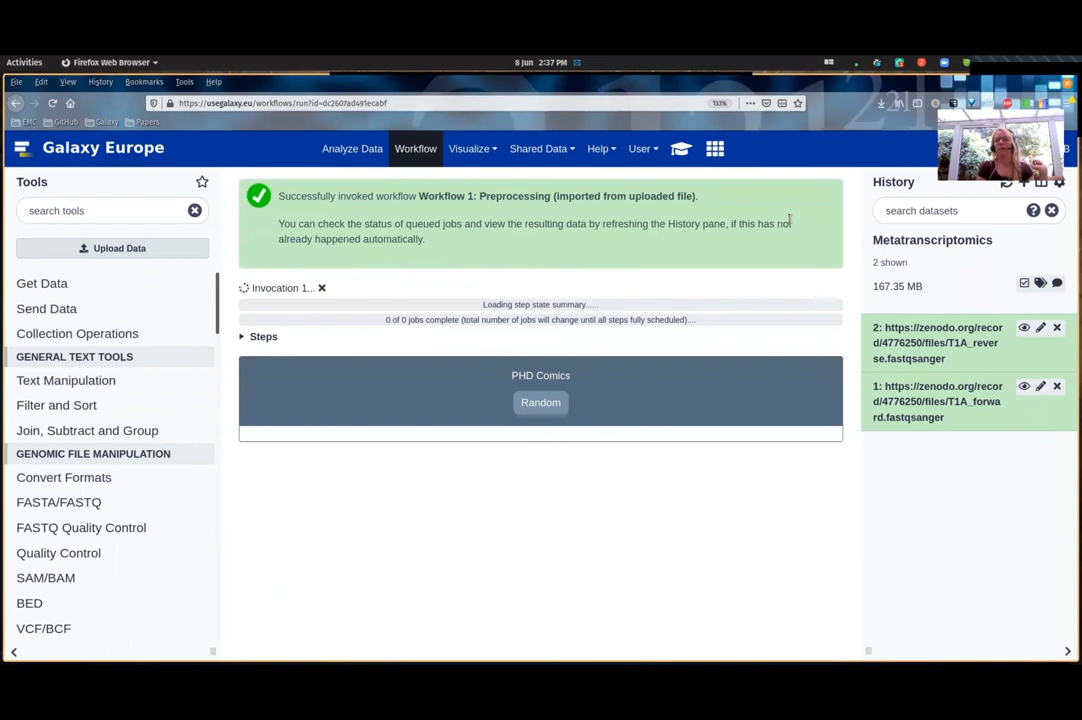 Activities Firefox Web Browser 8 Jun 2:37 PM
File Edit View History Bookmarks Tools Help
https://usegalaxy.eu/workflows/run?id=dc2607ad491ecabf 133%
EMC GitHub Galaxy Papers
Galaxy Europe Analyze Data Workflow Visualize Shared Data Help User
Tools
search tools
Upload Data
Get Data
Send Data
Collection Operations
GENERAL TEXT TOOLS
Text Manipulation
Filter and Sort
Join, Subtract and Group
GENOMIC FILE MANIPULATION
Convert Formats
FASTA/FASTQ
FASTQ Quality Control
Quality Control
SAM/BAM
BED
VCF/BCF
Successfully invoked workflow Workflow 1: Preprocessing (imported from uploaded file).
You can check the status of queued jobs and view the resulting data by refreshing the History pane, if this has not
already happened automatically.
Invocation 1...
Loading step state summary......
0 of 0 jobs complete (total number of jobs will change until all steps fully scheduled)....
Steps
PHD Comics
Random
History
search datasets
Metatranscriptomics
2 shown
167.35 MB
2: https://zenodo.org/recor
d/4776250/files/T1A_rever
se.fastqsanger
1: https://zenodo.org/recor
d/4776250/files/T1A_forwa
rd.fastqsanger